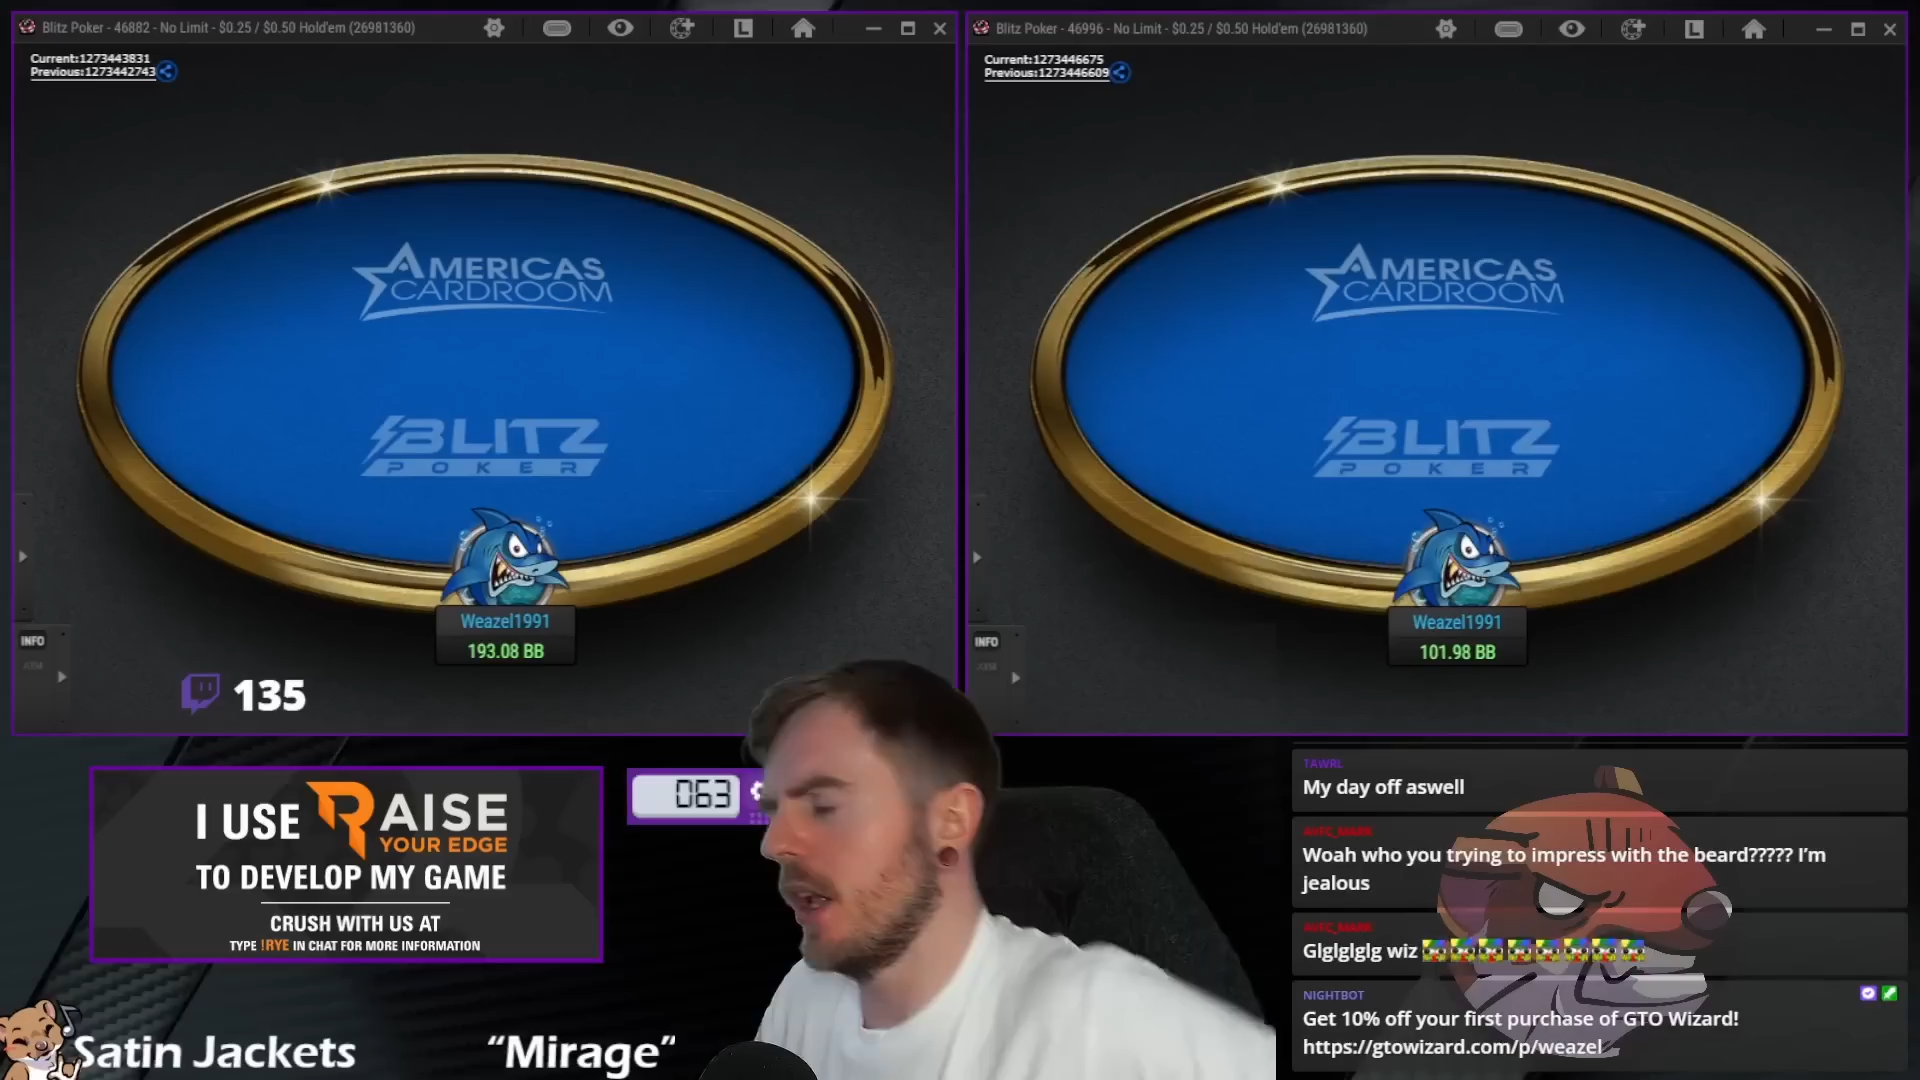 Blitz Poker - 46882 - No Limit - $0.25 / $0.50 Hold'em (26981360)
L
Current:1273443831
Previous:1273442743
AMERICAS
CARDROOM
BLITZ
POKER
Weazel1991
193.08 BB
INFO
135
Blitz Poker - 46996 - No Limit - $0.25 / $0.50 Hold'em (26981360)
L
Current:1273446675
Previous:1273446609
AMERICAS
CARDROOM
BLITZ
POKER
Weazel1991
101.98 BB
INFO
I USE RAISE
YOUR EDGE
TO DEVELOP MY GAME
CRUSH WITH US AT
TYPE !RYE IN CHAT FOR MORE INFORMATION
063
Satin Jackets "Mirage"
TAWRL
My day off aswell
AVFC_MARK
Woah who you trying to impress with the beard????? I'm
jealous
AVFC_MARK
Glglglglg wiz
NIGHTBOT
Get 10% off your first purchase of GTO Wizard!
https://gtowizard.com/p/weazel